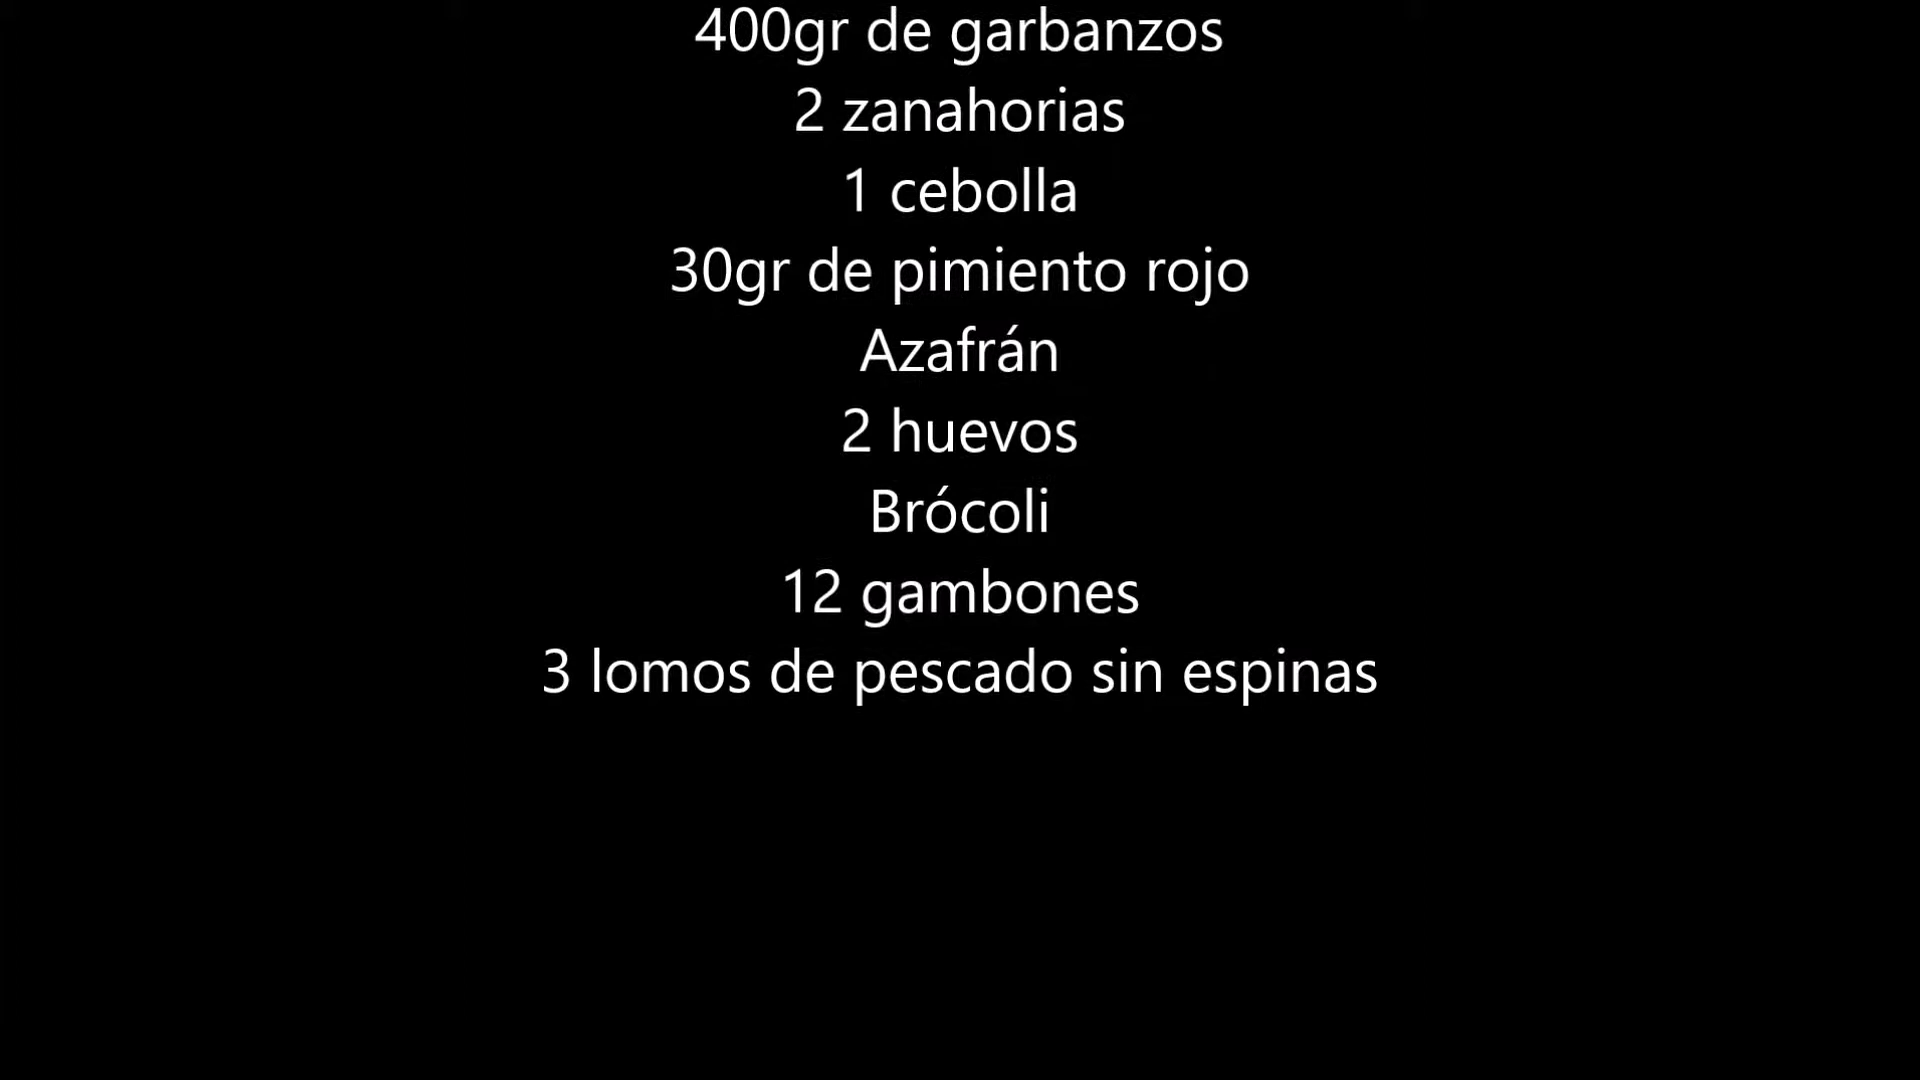 400gr de garbanzos
2 zanahorias
1 cebolla
30gr de pimiento rojo
Azafrán
2 huevos
Brócoli
12 gambones
3 lomos de pescado sin espinas